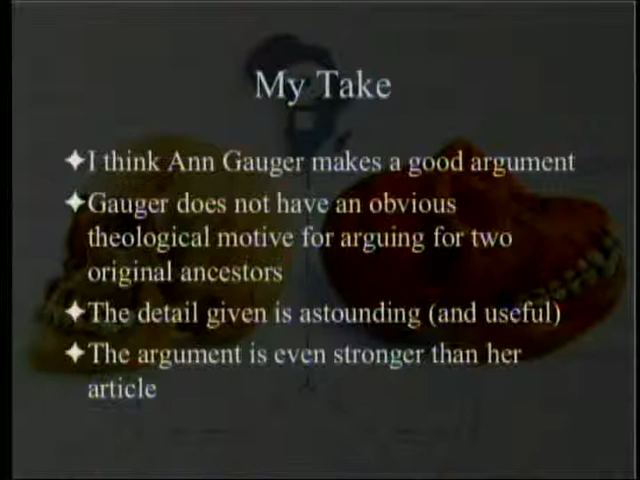 My Take
✦I think Ann Gauger makes a good argument
✦Gauger does not have an obvious
theological motive for arguing for two
original ancestors
✦The detail given is astounding (and useful)
✦The argument is even stronger than her
article